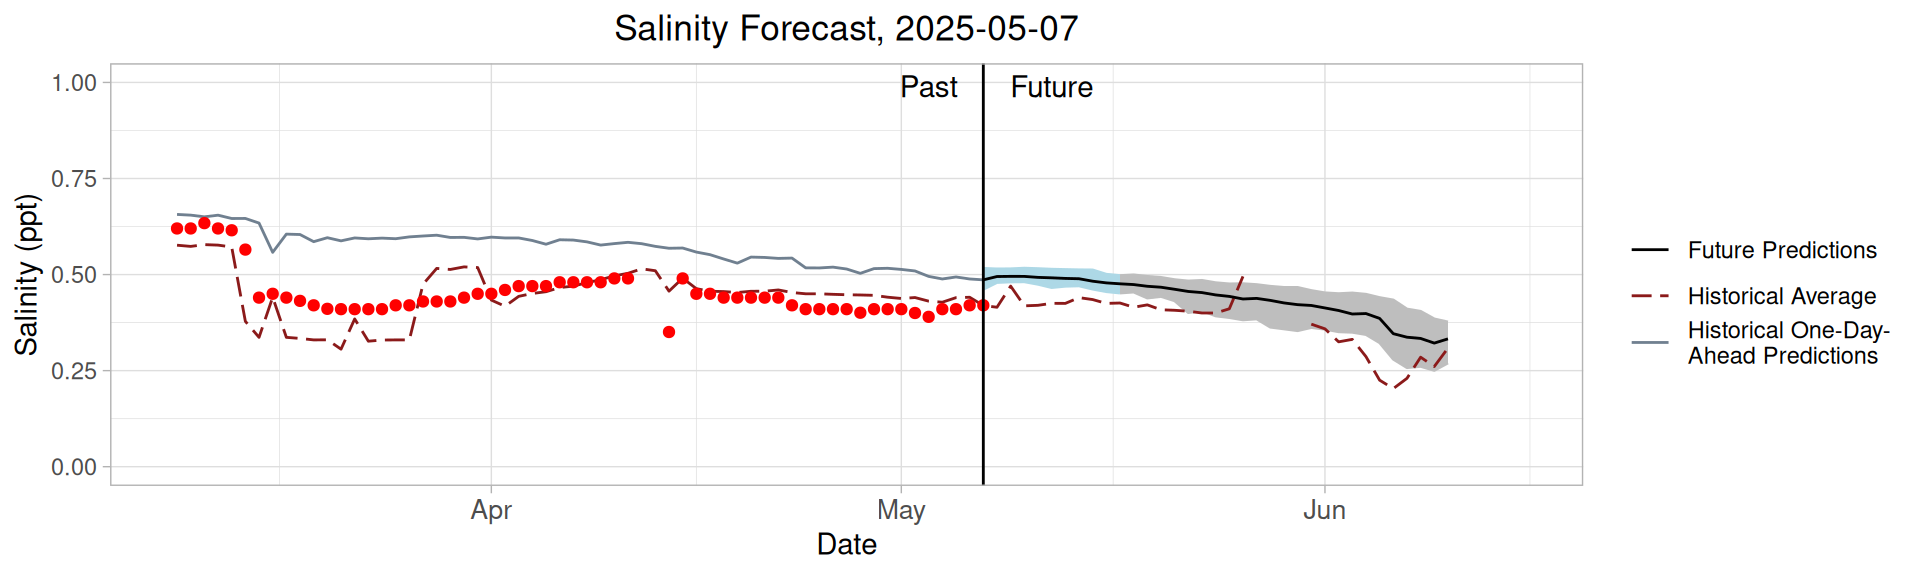 Salinity Forecast, 2025-05-07
Past
Future
1.00
0.75
0.50
0.25
0.00
Salinity (ppt)
Apr
May
Jun
Date
Future Predictions
Historical Average
Historical One-Day-
Ahead Predictions